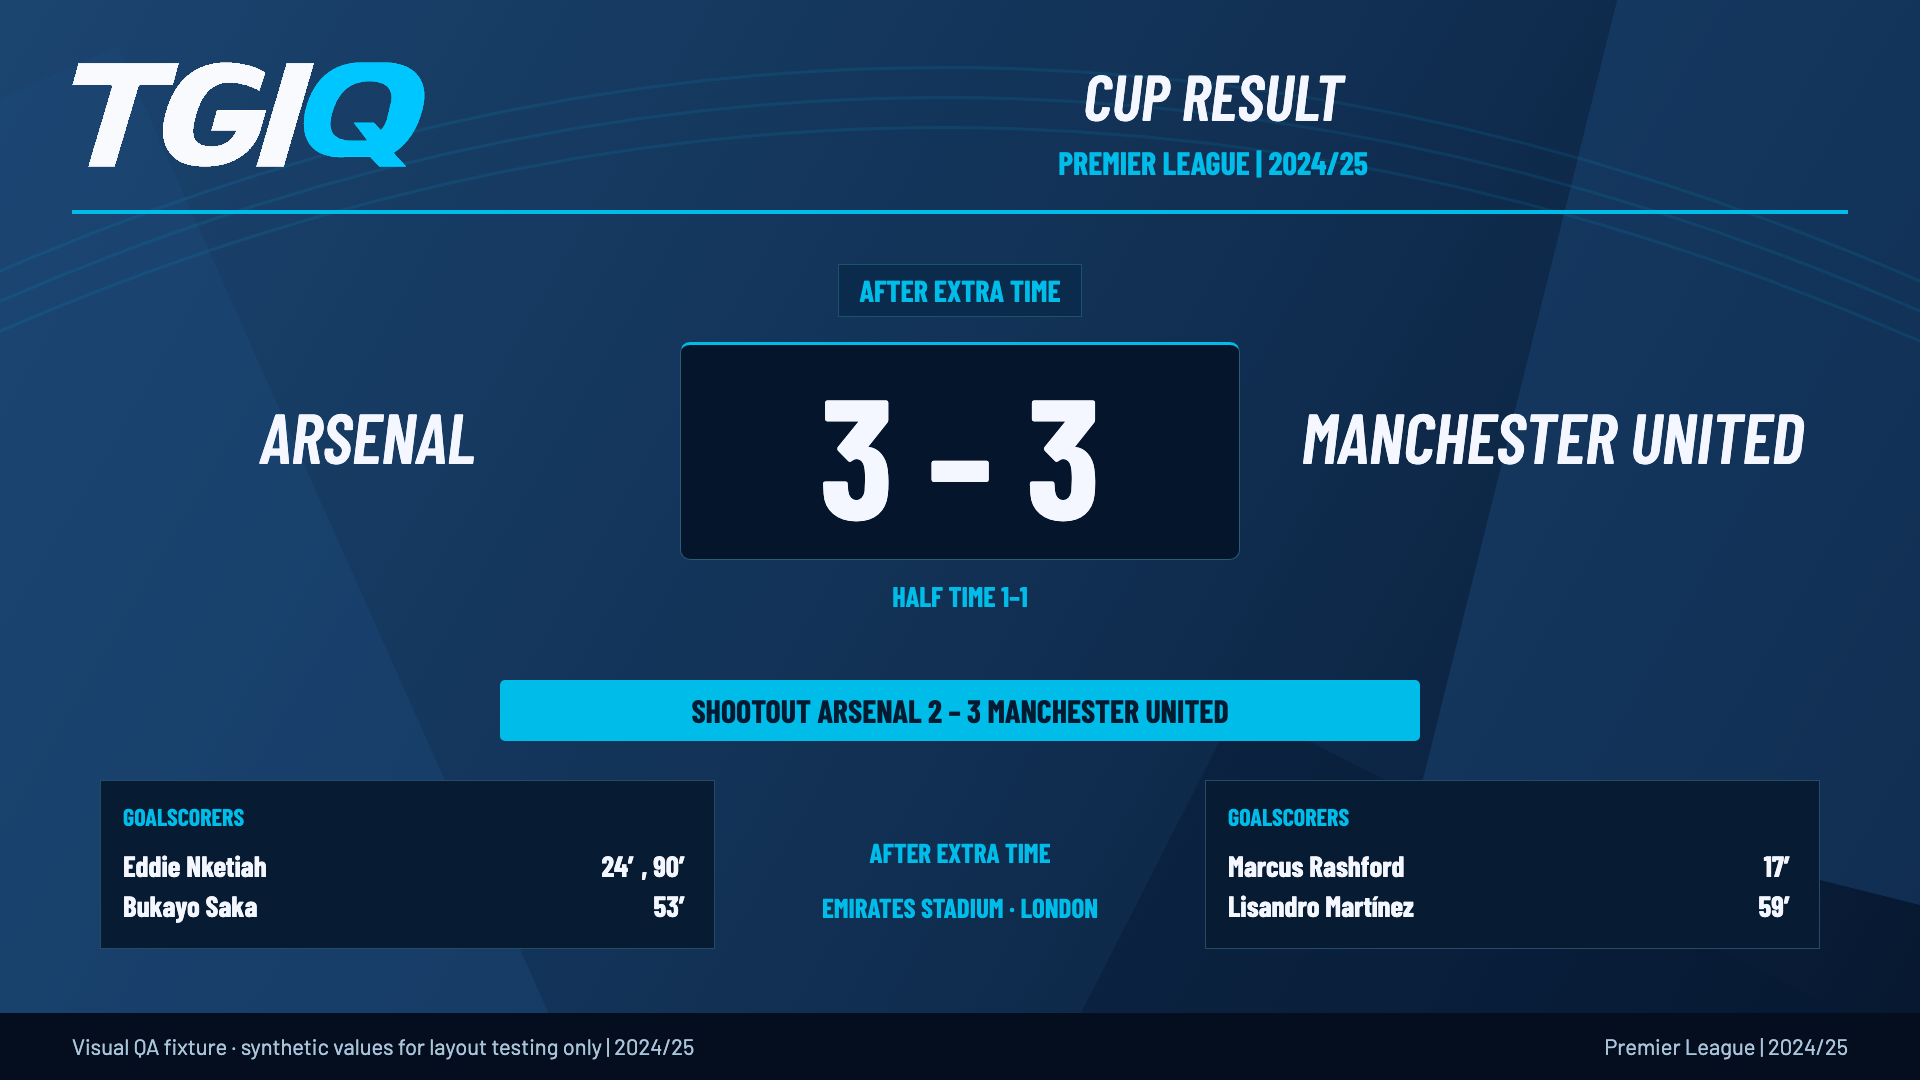 TGIQ
CUP RESULT
PREMIER LEAGUE | 2024/25
AFTER EXTRA TIME
ARSENAL
3 – 3
MANCHESTER UNITED
HALF TIME 1–1
SHOOTOUT ARSENAL 2 – 3 MANCHESTER UNITED
GOALSCORERS
Eddie Nketiah 24′ , 90′
Bukayo Saka 53′
AFTER EXTRA TIME
EMIRATES STADIUM · LONDON
GOALSCORERS
Marcus Rashford 17′
Lisandro Martínez 59′
Visual QA fixture · synthetic values for layout testing only | 2024/25
Premier League | 2024/25